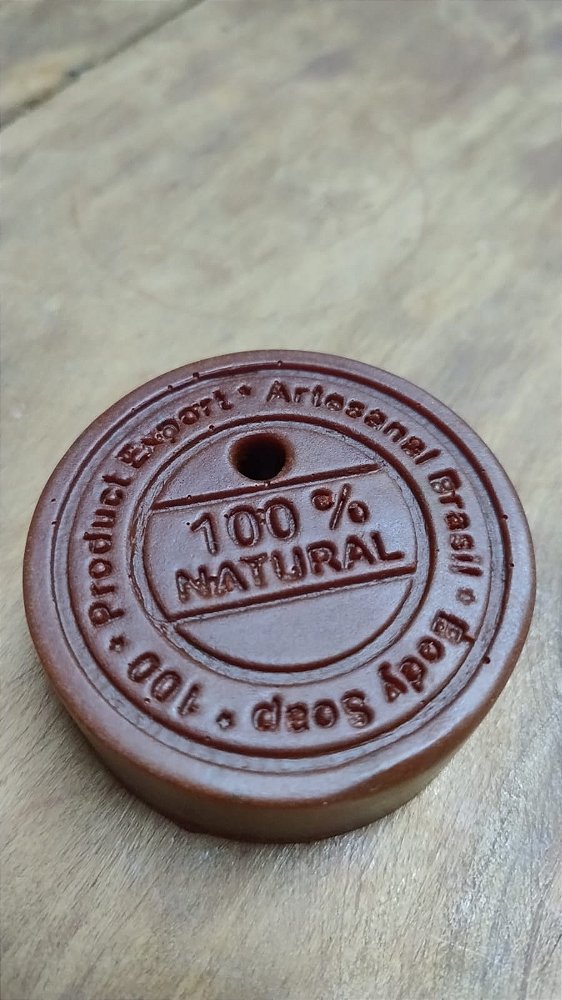 100 %
NATURAL
Product Export • Artesanal Brasil • Body Soap • 100 •